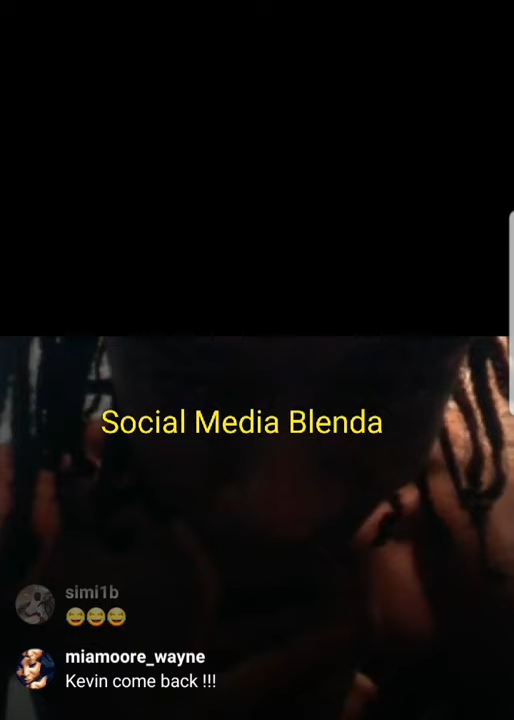 Social Media Blenda
simi1b
😂😂😂
miamoore_wayne
Kevin come back !!!